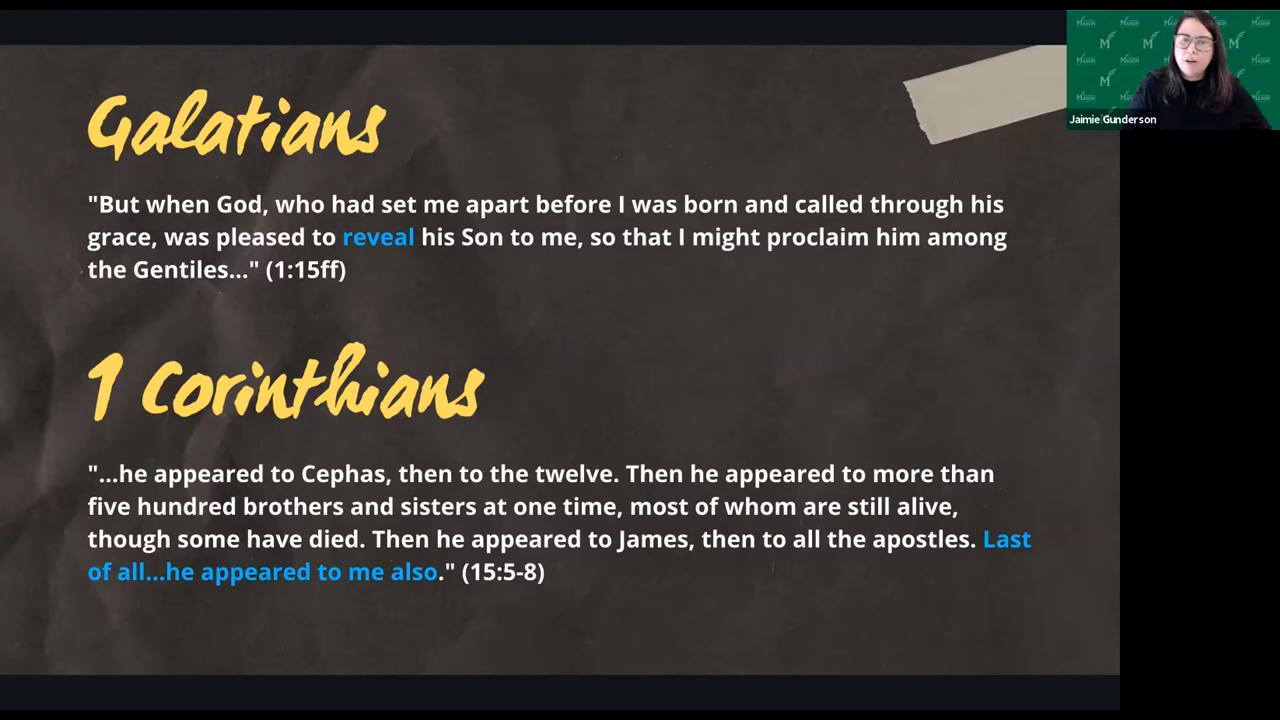 Galatians
"But when God, who had set me apart before I was born and called through his
grace, was pleased to reveal his Son to me, so that I might proclaim him among
the Gentiles..." (1:15ff)
1 Corinthians
"...he appeared to Cephas, then to the twelve. Then he appeared to more than
five hundred brothers and sisters at one time, most of whom are still alive,
though some have died. Then he appeared to James, then to all the apostles. Last
of all...he appeared to me also." (15:5-8)
Jaimie Gunderson